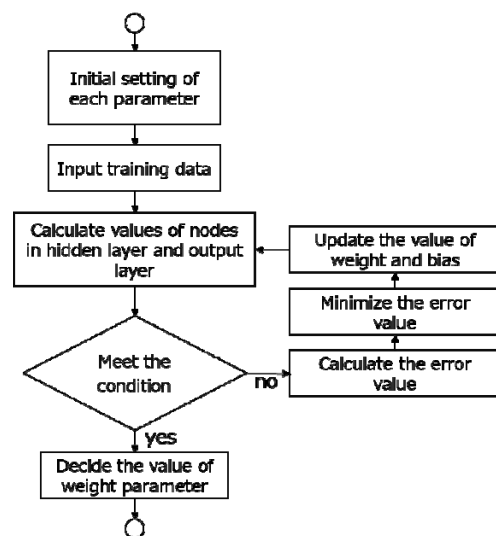 Initial setting of
each parameter
Input training data
Calculate values of nodes
in hidden layer and output
layer
Update the value of
weight and bias
Minimize the error
value
Meet the
condition
no
Calculate the error
value
yes
Decide the value of
weight parameter